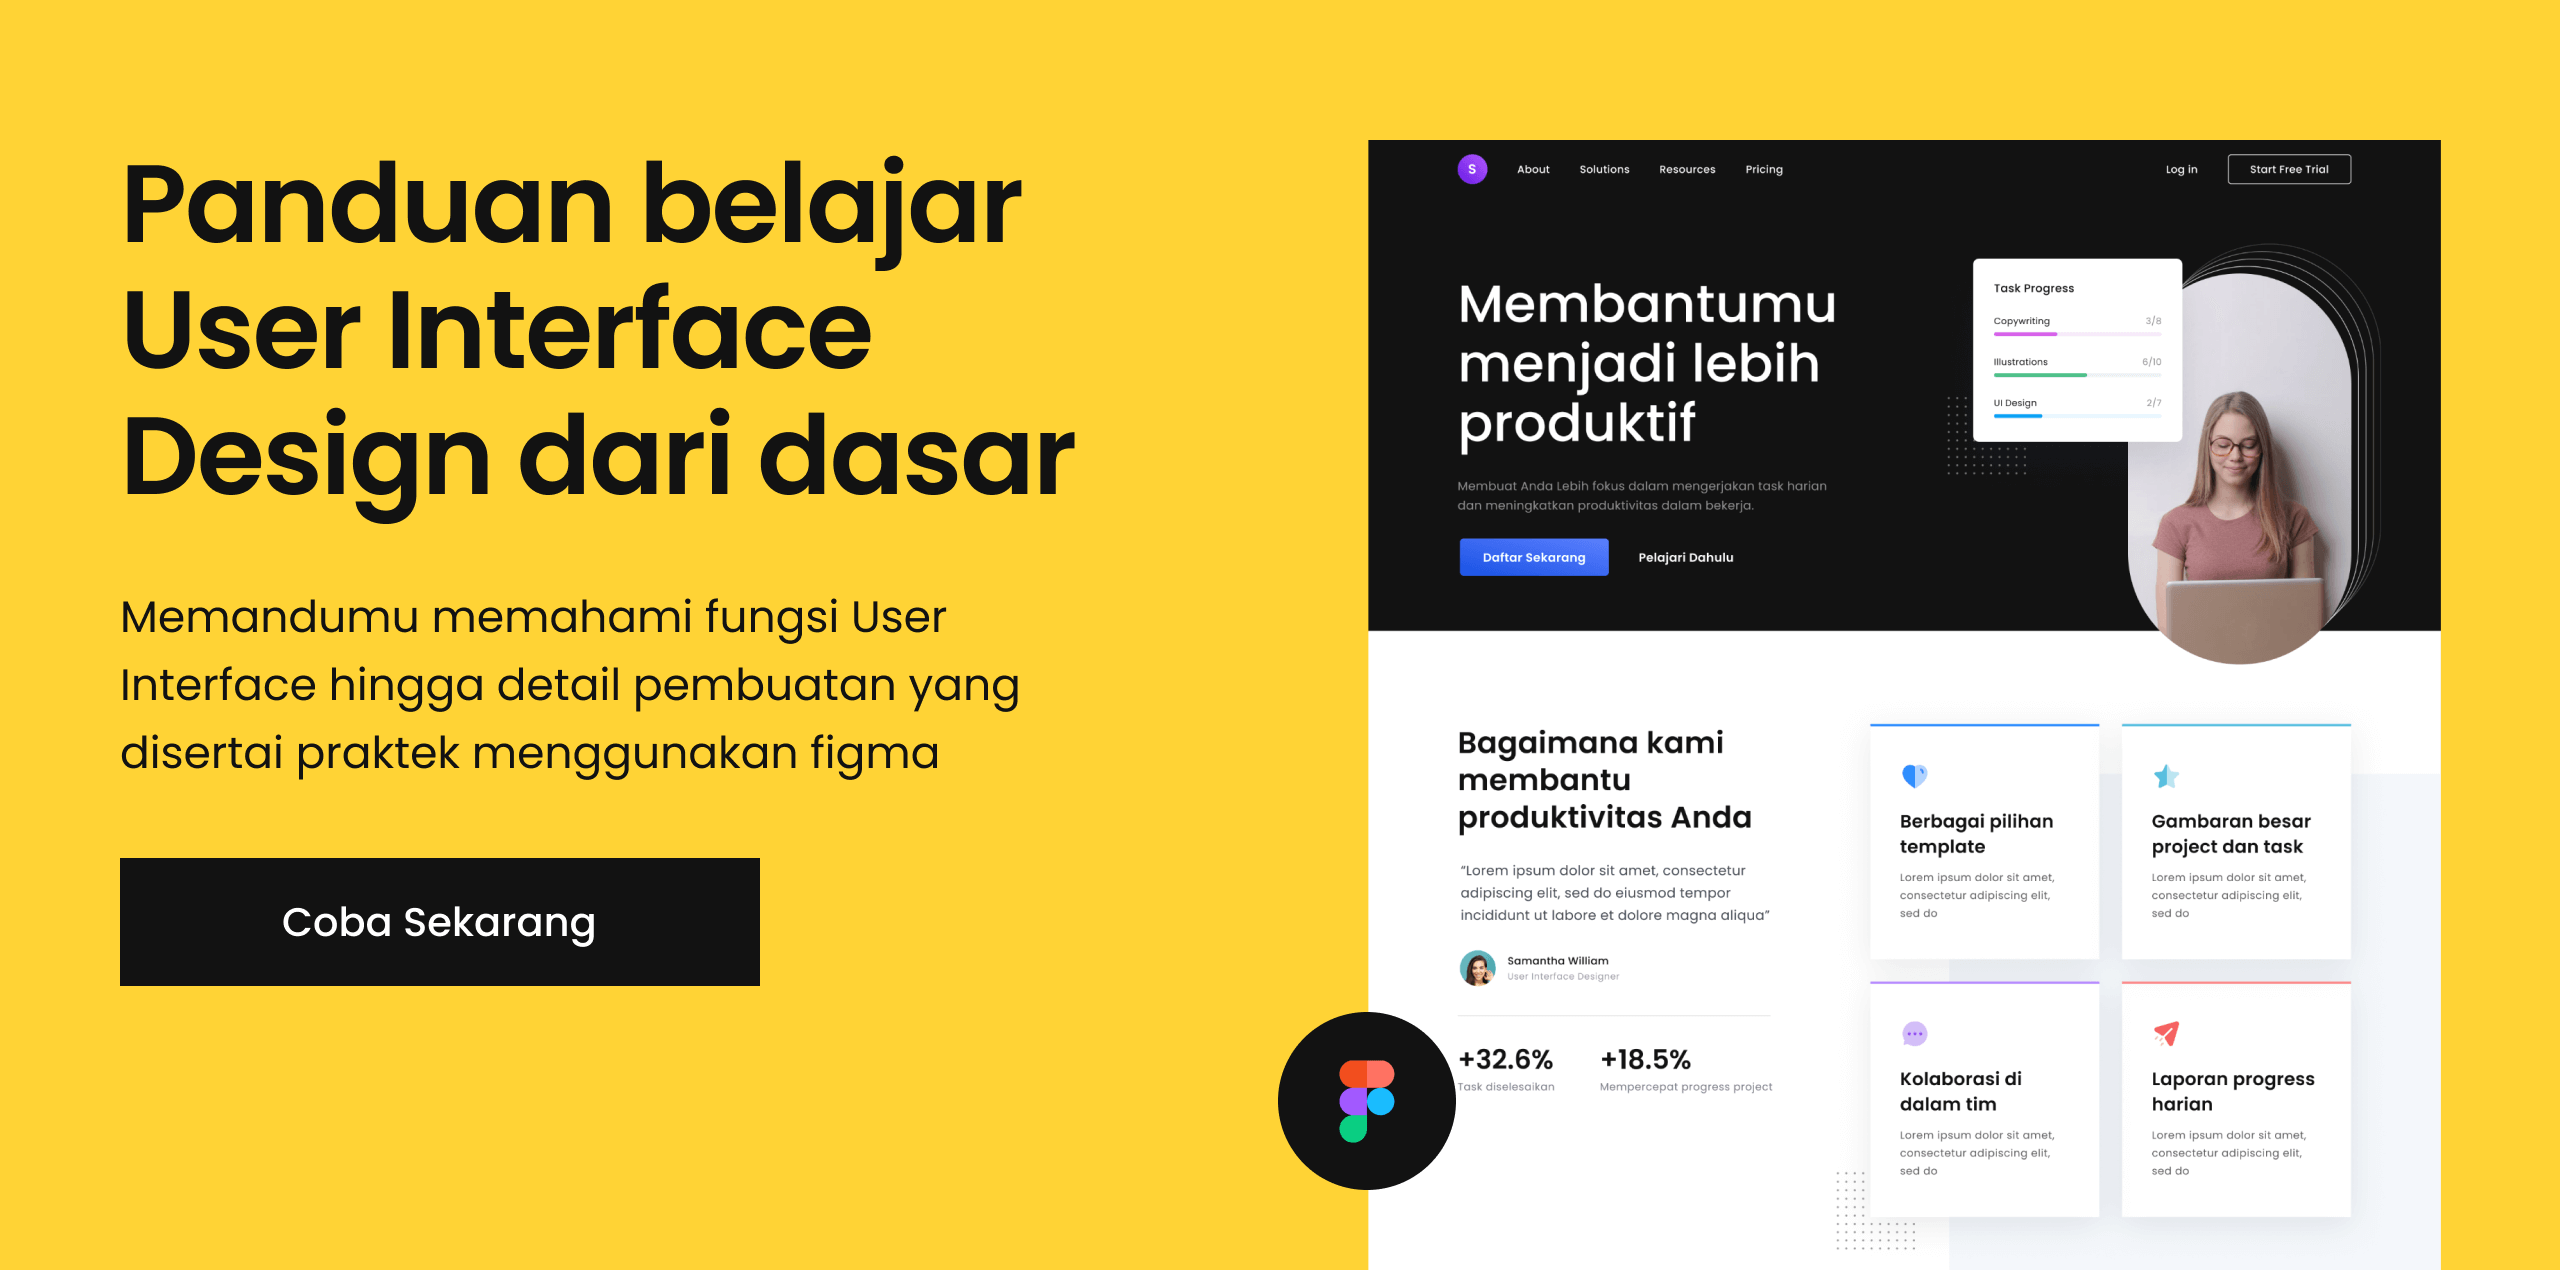 Panduan belajar
User Interface
Design dari dasar
Memandumu memahami fungsi User
Interface hingga detail pembuatan yang
disertai praktek menggunakan figma
Coba Sekarang
S
About
Solutions
Resources
Pricing
Log in
Start Free Trial
Membantumu
menjadi lebih
produktif
Membuat Anda Lebih fokus dalam mengerjakan task harian
dan meningkatkan produktivitas dalam bekerja.
Daftar Sekarang
Pelajari Dahulu
Task Progress
Copywriting 3/8
Illustrations 6/10
UI Design 2/7
Bagaimana kami
membantu
produktivitas Anda
“Lorem ipsum dolor sit amet, consectetur
adipiscing elit, sed do eiusmod tempor
incididunt ut labore et dolore magna aliqua”
Samantha William
User Interface Designer
+32.6%
Task diselesaikan
+18.5%
Mempercepat progress project
Berbagai pilihan
template
Lorem ipsum dolor sit amet,
consectetur adipiscing elit,
sed do
Gambaran besar
project dan task
Lorem ipsum dolor sit amet,
consectetur adipiscing elit,
sed do
Kolaborasi di
dalam tim
Lorem ipsum dolor sit amet,
consectetur adipiscing elit,
sed do
Laporan progress
harian
Lorem ipsum dolor sit amet,
consectetur adipiscing elit,
sed do